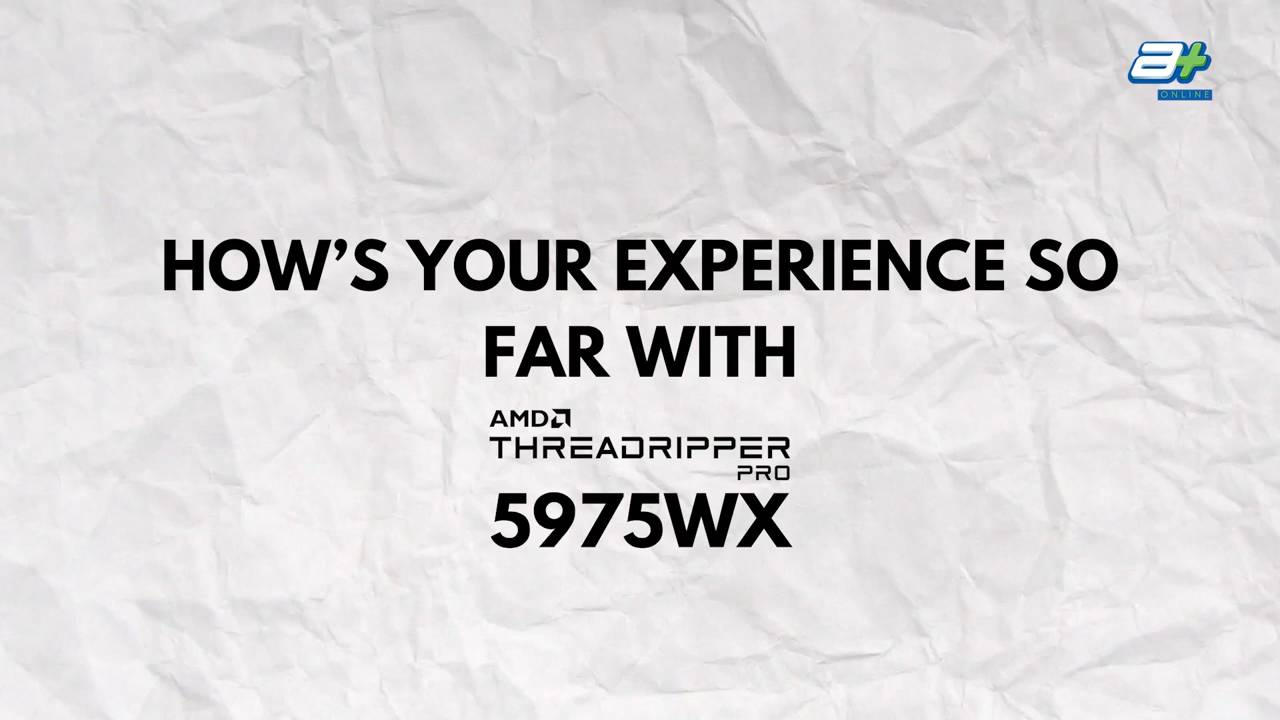 a+
ONLINE
HOW'S YOUR EXPERIENCE SO
FAR WITH
AMD
THREADRIPPER
PRO
5975WX